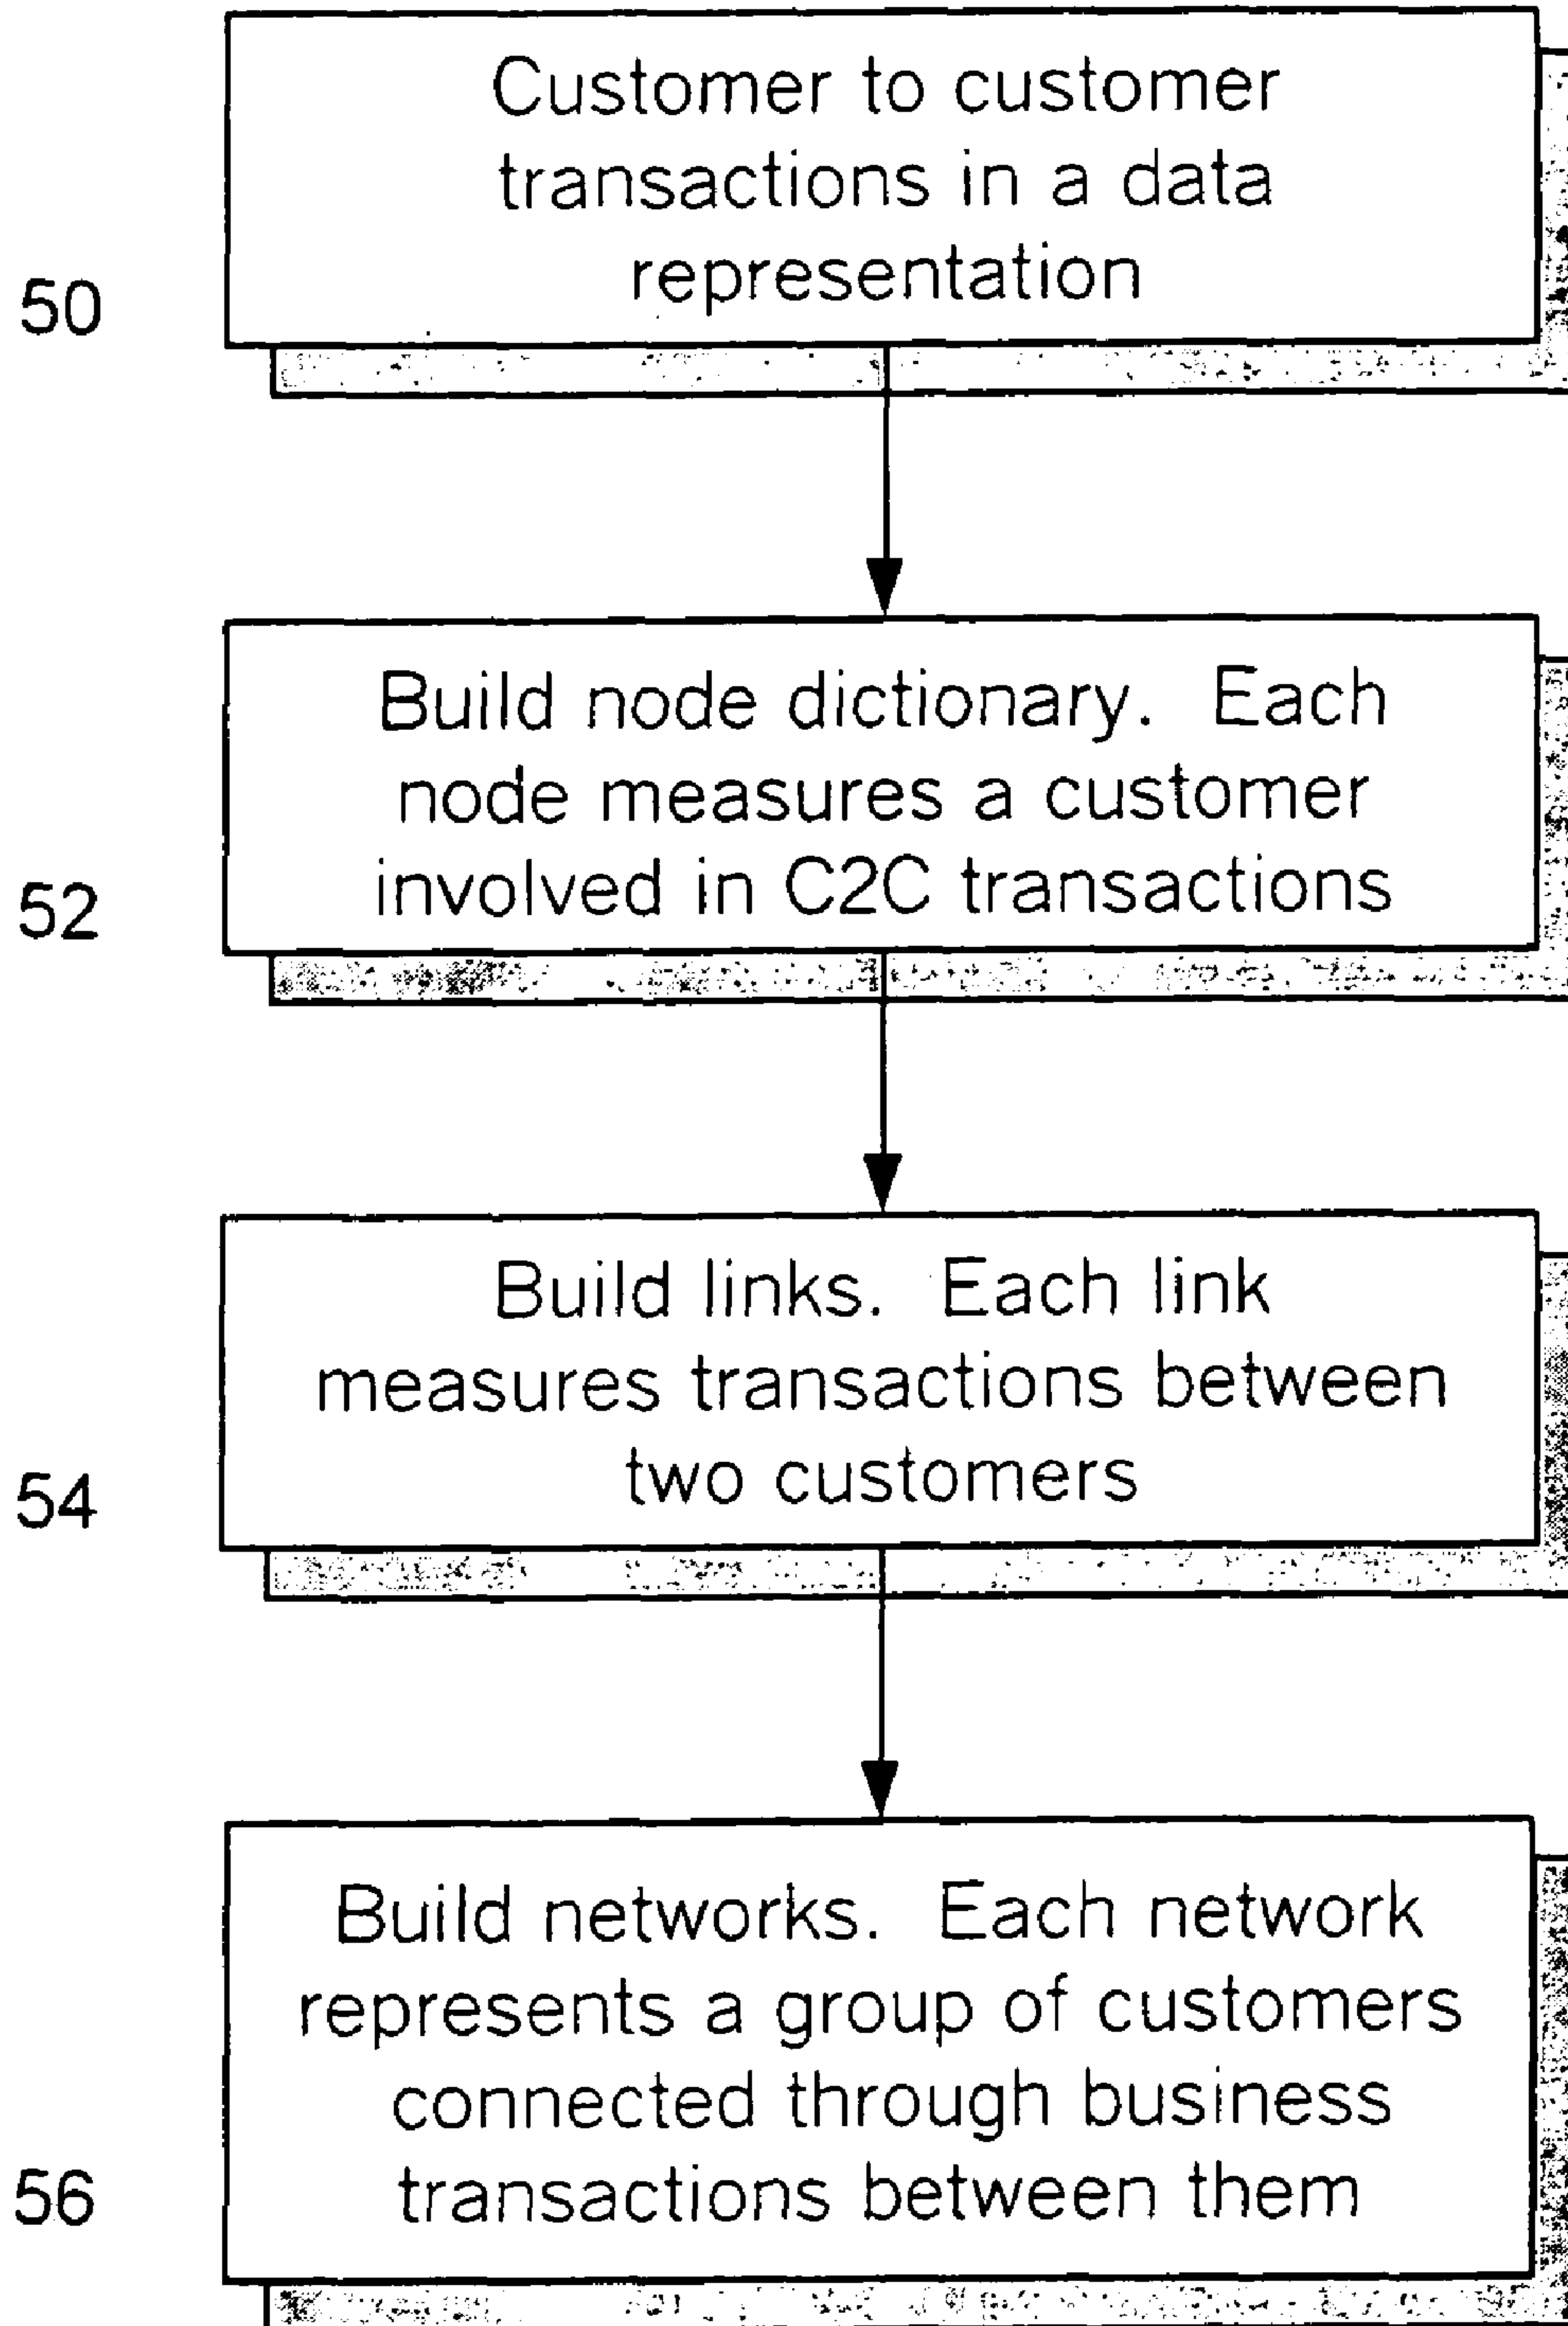 Customer to customer
transactions in a data
representation
50
Build node dictionary. Each
node measures a customer
involved in C2C transactions
52
Build links. Each link
measures transactions between
two customers
54
Build networks. Each network
represents a group of customers
connected through business
transactions between them
56